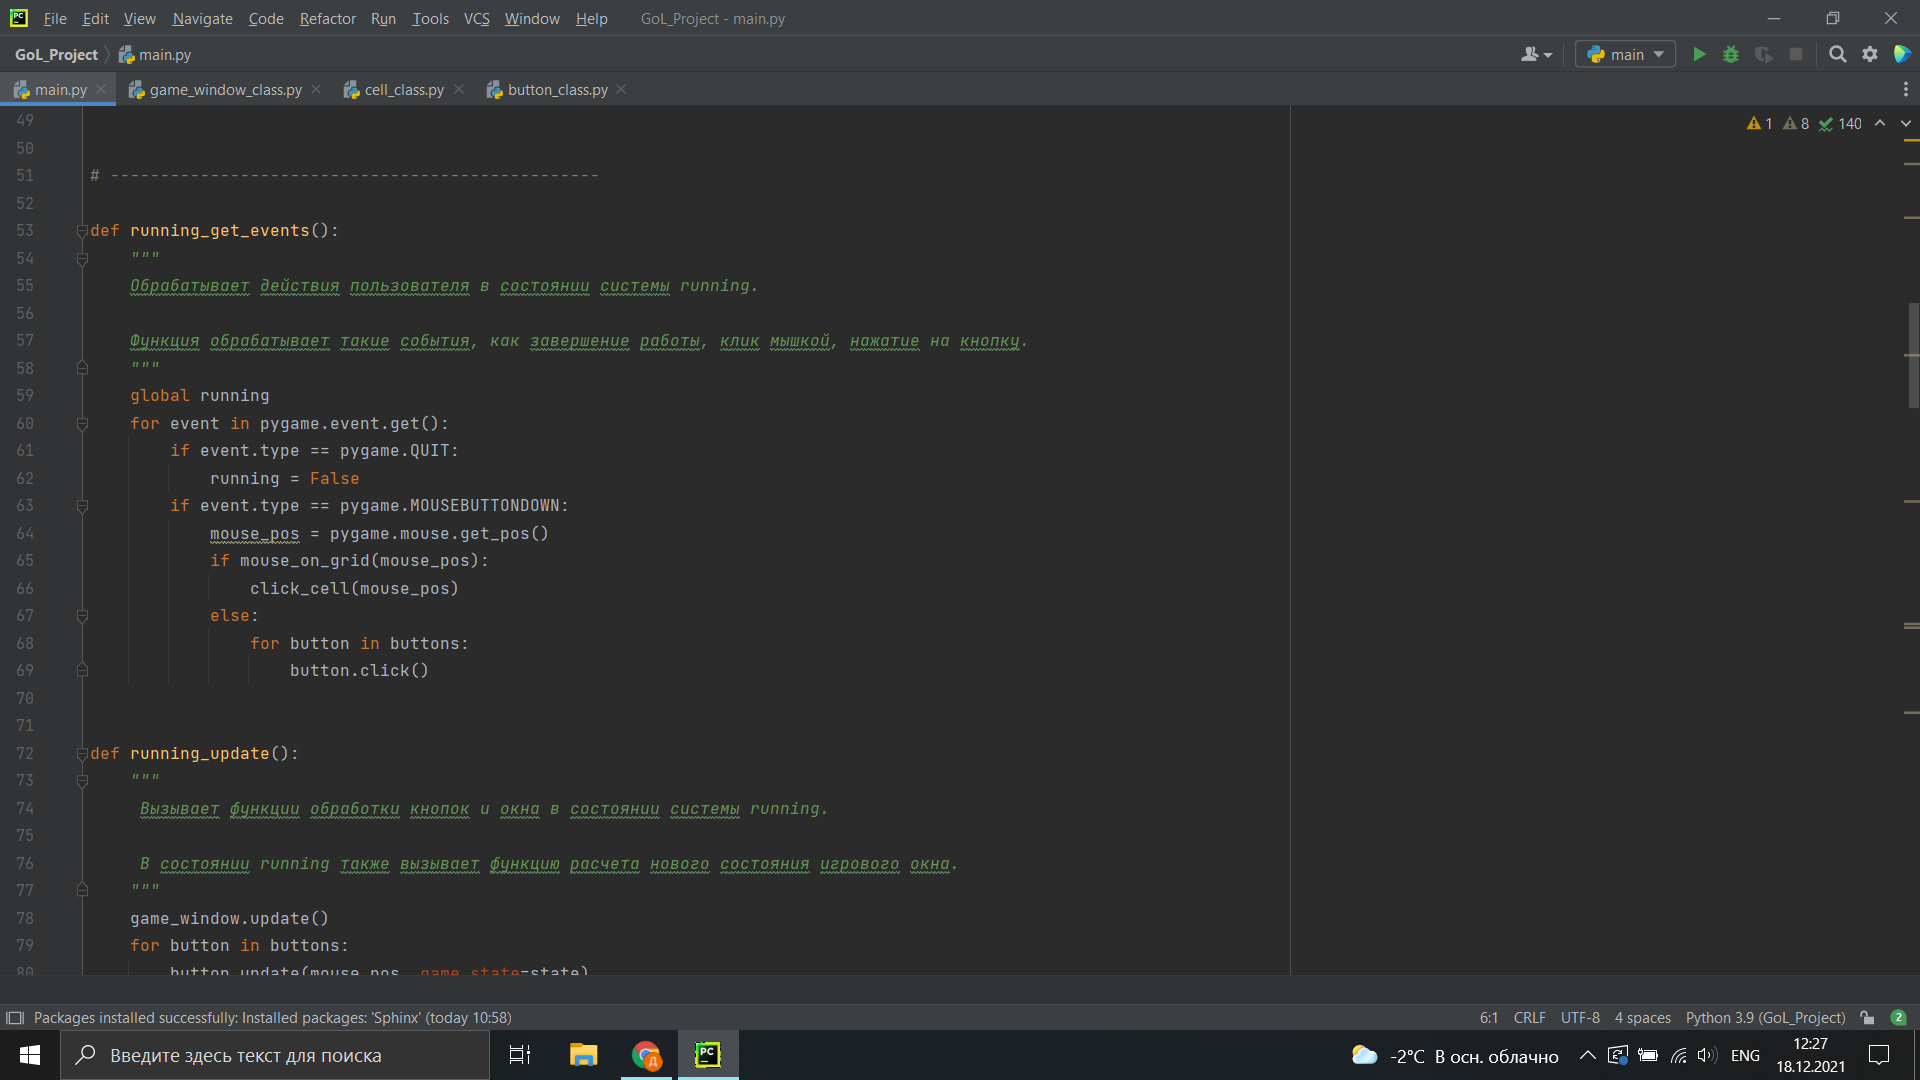 File Edit View Navigate Code Refactor Run Tools VCS Window Help GoL_Project - main.py
GoL_Project main.py main
main.py game_window_class.py cell_class.py button_class.py
1 8 140
49
50
51 # -------------------------------------------------
52
53 def running_get_events():
54 """
55 Обрабатывает действия пользователя в состоянии системы running.
56
57 Функция обрабатывает такие события, как завершение работы, клик мышкой, нажатие на кнопку.
58 """
59 global running
60 for event in pygame.event.get():
61 if event.type == pygame.QUIT:
62 running = False
63 if event.type == pygame.MOUSEBUTTONDOWN:
64 mouse_pos = pygame.mouse.get_pos()
65 if mouse_on_grid(mouse_pos):
66 click_cell(mouse_pos)
67 else:
68 for button in buttons:
69 button.click()
70
71
72 def running_update():
73 """
74 Вызывает функции обработки кнопок и окна в состоянии системы running.
75
76 В состоянии running также вызывает функцию расчета нового состояния игрового окна.
77 """
78 game_window.update()
79 for button in buttons:
80 button.update(mouse_pos, game_state=state)
Packages installed successfully: Installed packages: 'Sphinx' (today 10:58) 6:1 CRLF UTF-8 4 spaces Python 3.9 (GoL_Project) 2
Введите здесь текст для поиска -2°C В осн. облачно ENG 12:27
18.12.2021